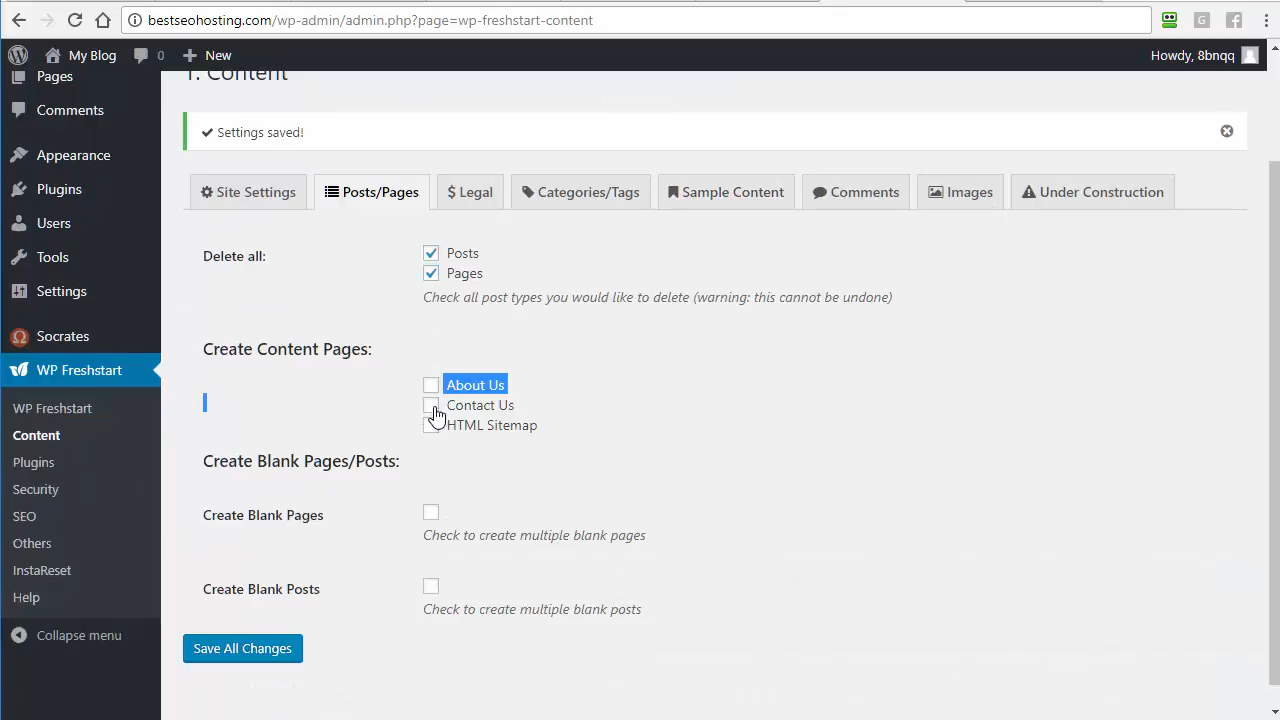 bestseohosting.com/wp-admin/admin.php?page=wp-freshstart-content
My Blog 0 New Howdy, 8bnqq
Pages
Comments
Appearance
Plugins
Users
Tools
Settings
Socrates
WP Freshstart
WP Freshstart
Content
Plugins
Security
SEO
Others
InstaReset
Help
Collapse menu
1. Content
Settings saved!
Site Settings Posts/Pages $ Legal Categories/Tags Sample Content Comments Images Under Construction
Delete all: Posts
Pages
Check all post types you would like to delete (warning: this cannot be undone)
Create Content Pages:
About Us
Contact Us
HTML Sitemap
Create Blank Pages/Posts:
Create Blank Pages
Check to create multiple blank pages
Create Blank Posts
Check to create multiple blank posts
Save All Changes